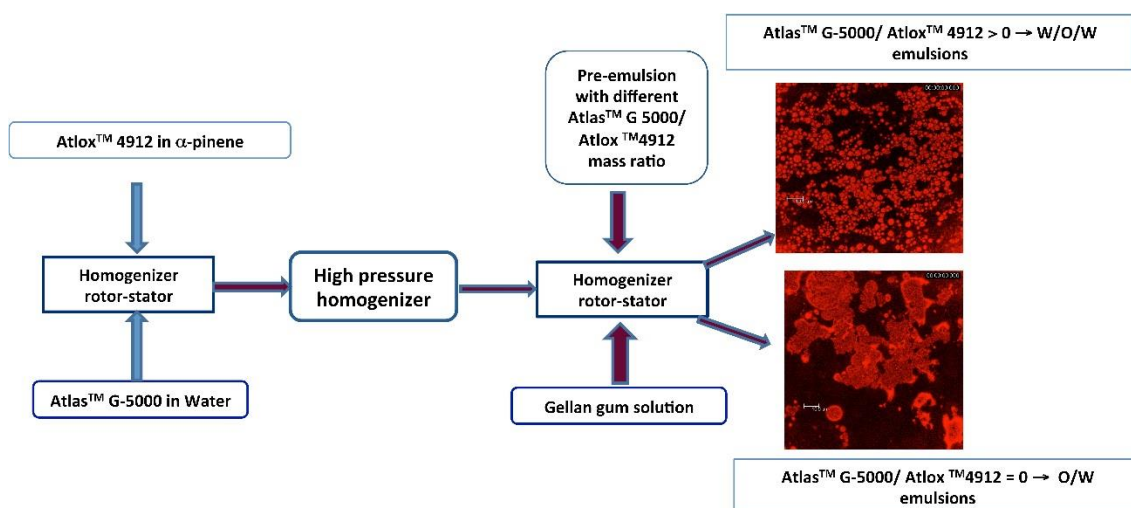 Atlas™ G-5000/ Atlox™ 4912 > 0 → W/O/W
emulsions
Pre-emulsion
with different
Atlas™ G 5000/
Atlox ™4912
mass ratio
Atlox™ 4912 in α-pinene
Homogenizer
rotor-stator
High pressure
homogenizer
Homogenizer
rotor-stator
Atlas™ G-5000 in Water
Gellan gum solution
Atlas™ G-5000/ Atlox ™4912 = 0 → O/W
emulsions